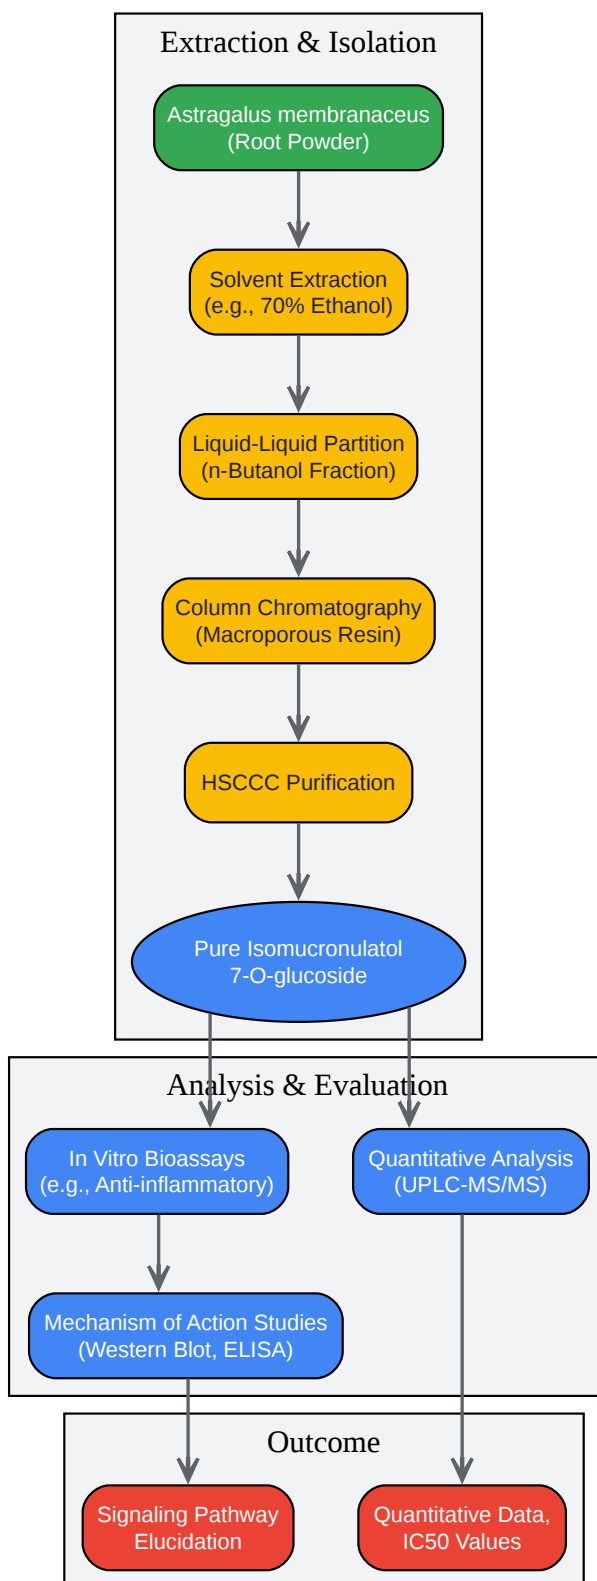 Extraction & Isolation
Astragalus membranaceus
(Root Powder)
Solvent Extraction
(e.g., 70% Ethanol)
Liquid-Liquid Partition
(n-Butanol Fraction)
Column Chromatography
(Macroporous Resin)
HSCCC Purification
Pure Isomucronulatol
7-O-glucoside
Analysis & Evaluation
In Vitro Bioassays
(e.g., Anti-inflammatory)
Quantitative Analysis
(UPLC-MS/MS)
Mechanism of Action Studies
(Western Blot, ELISA)
Outcome
Signaling Pathway
Elucidation
Quantitative Data,
IC50 Values